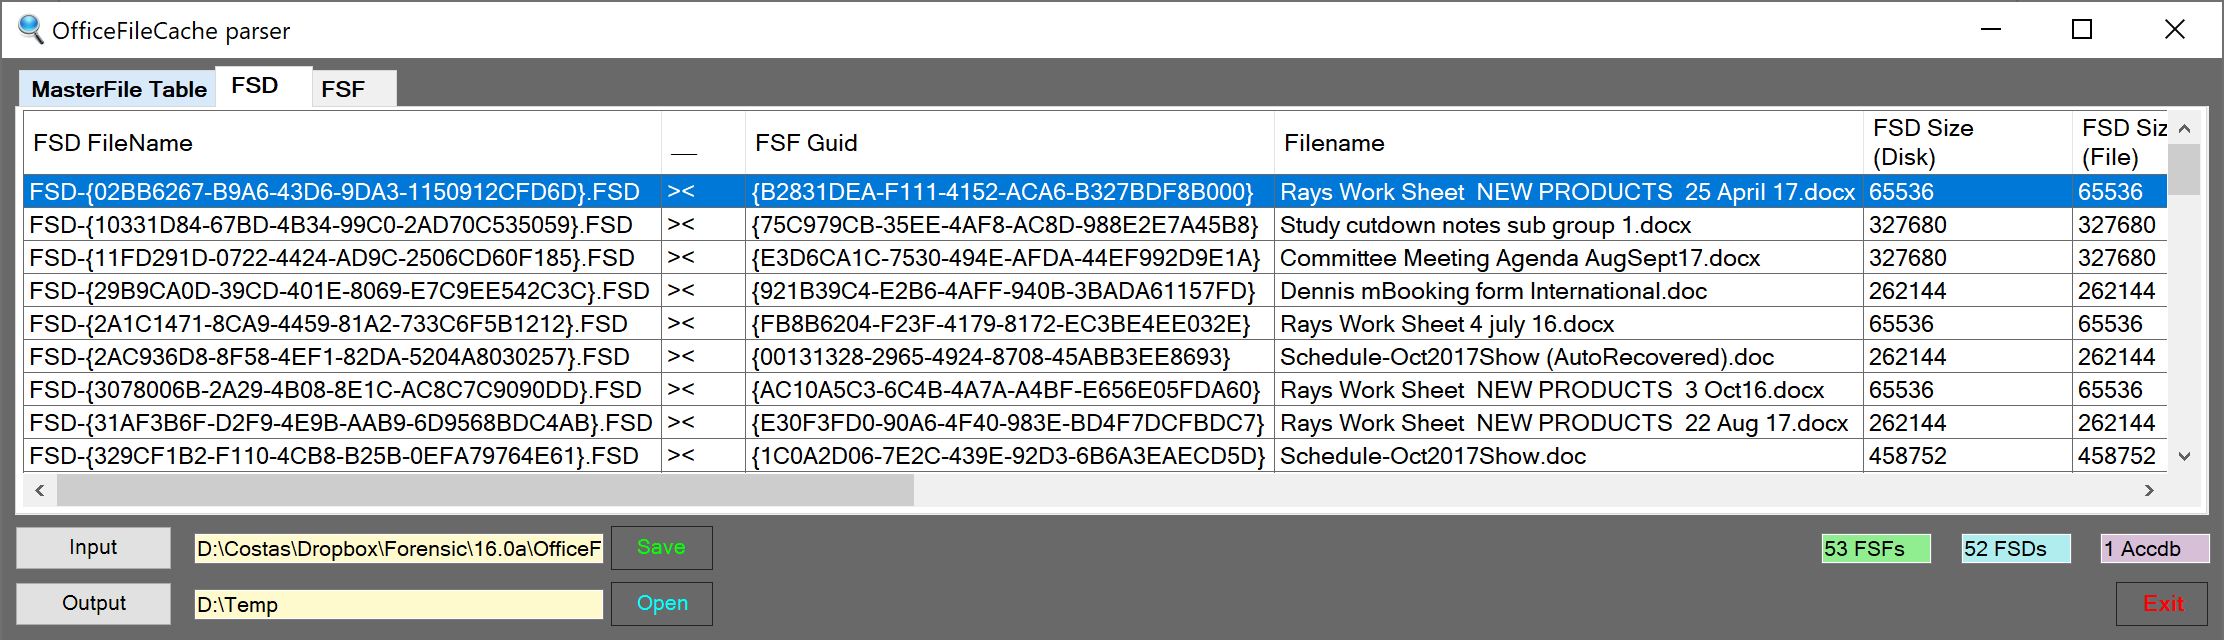 OfficeFileCache parser
MasterFile Table FSD FSF
FSD FileName __ FSF Guid Filename FSD Size (Disk) FSD Siz (File)
FSD-{02BB6267-B9A6-43D6-9DA3-1150912CFD6D}.FSD >< {B2831DEA-F111-4152-ACA6-B327BDF8B000} Rays Work Sheet  NEW PRODUCTS  25 April 17.docx 65536 65536
FSD-{10331D84-67BD-4B34-99C0-2AD70C535059}.FSD >< {75C979CB-35EE-4AF8-AC8D-988E2E7A45B8} Study cutdown notes sub group 1.docx 327680 327680
FSD-{11FD291D-0722-4424-AD9C-2506CD60F185}.FSD >< {E3D6CA1C-7530-494E-AFDA-44EF992D9E1A} Committee Meeting Agenda AugSept17.docx 327680 327680
FSD-{29B9CA0D-39CD-401E-8069-E7C9EE542C3C}.FSD >< {921B39C4-E2B6-4AFF-940B-3BADA61157FD} Dennis mBooking form International.doc 262144 262144
FSD-{2A1C1471-8CA9-4459-81A2-733C6F5B1212}.FSD >< {FB8B6204-F23F-4179-8172-EC3BE4EE032E} Rays Work Sheet 4 july 16.docx 65536 65536
FSD-{2AC936D8-8F58-4EF1-82DA-5204A8030257}.FSD >< {00131328-2965-4924-8708-45ABB3EE8693} Schedule-Oct2017Show (AutoRecovered).doc 262144 262144
FSD-{3078006B-2A29-4B08-8E1C-AC8C7C9090DD}.FSD >< {AC10A5C3-6C4B-4A7A-A4BF-E656E05FDA60} Rays Work Sheet  NEW PRODUCTS  3 Oct16.docx 65536 65536
FSD-{31AF3B6F-D2F9-4E9B-AAB9-6D9568BDC4AB}.FSD >< {E30F3FD0-90A6-4F40-983E-BD4F7DCFBDC7} Rays Work Sheet  NEW PRODUCTS  22 Aug 17.docx 262144 262144
FSD-{329CF1B2-F110-4CB8-B25B-0EFA79764E61}.FSD >< {1C0A2D06-7E2C-439E-92D3-6B6A3EAECD5D} Schedule-Oct2017Show.doc 458752 458752
Input D:\Costas\Dropbox\Forensic\16.0a\OfficeF Save 53 FSFs 52 FSDs 1 Accdb
Output D:\Temp Open Exit